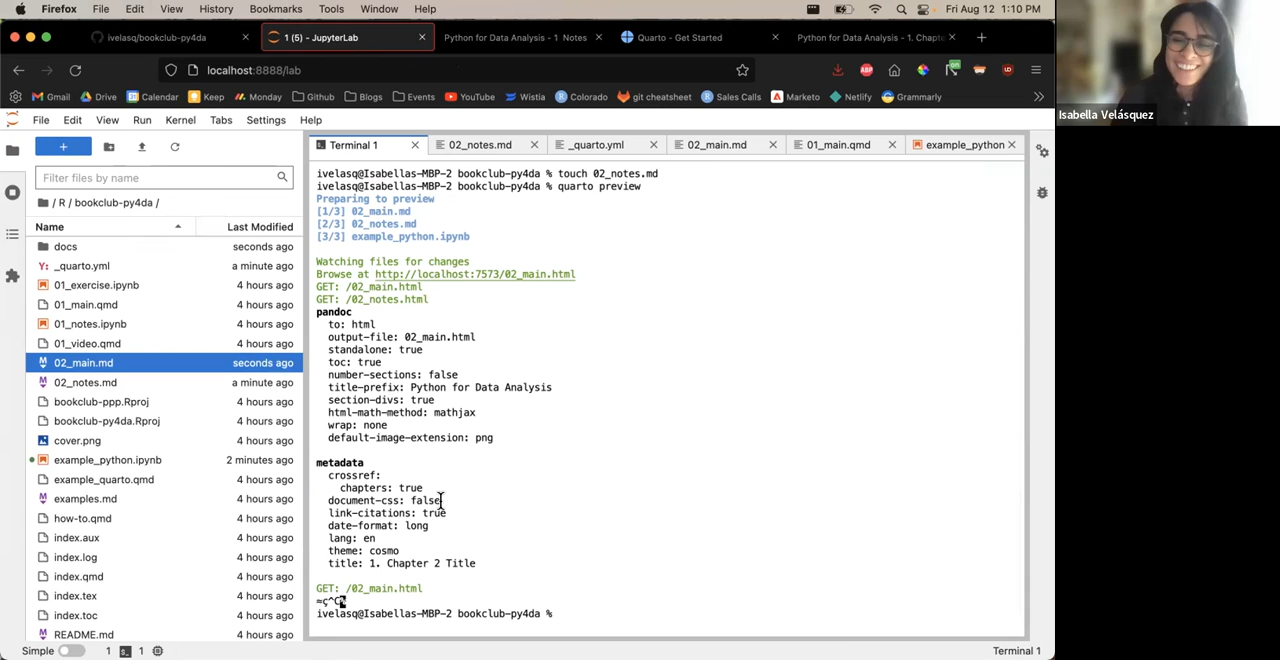 Firefox File Edit View History Bookmarks Tools Window Help Fri Aug 12 1:10 PM
ivelasq/bookclub-py4da 1 (5) - JupyterLab Python for Data Analysis - 1 Notes Quarto - Get Started Python for Data Analysis - 1. Chapte
localhost:8888/lab
Gmail Drive Calendar Keep Monday Github Blogs Events YouTube Wistia Colorado git cheatsheet Sales Calls Marketo Netlify Grammarly
Isabella Velásquez
File Edit View Run Kernel Tabs Settings Help
Terminal 1 02_notes.md _quarto.yml 02_main.md 01_main.qmd example_python
Filter files by name
/ R / bookclub-py4da /
Name Last Modified
docs seconds ago
_quarto.yml a minute ago
01_exercise.ipynb 4 hours ago
01_main.qmd 4 hours ago
01_notes.ipynb 4 hours ago
01_video.qmd 4 hours ago
02_main.md seconds ago
02_notes.md a minute ago
bookclub-ppp.Rproj 4 hours ago
bookclub-py4da.Rproj 4 hours ago
cover.png 4 hours ago
example_python.ipynb 2 minutes ago
example_quarto.qmd 4 hours ago
examples.md 4 hours ago
how-to.qmd 4 hours ago
index.aux 4 hours ago
index.log 4 hours ago
index.qmd 4 hours ago
index.tex 4 hours ago
index.toc 4 hours ago
README.md 4 hours ago
ivelasq@Isabellas-MBP-2 bookclub-py4da % touch 02_notes.md
ivelasq@Isabellas-MBP-2 bookclub-py4da % quarto preview
Preparing to preview
[1/3] 02_main.md
[2/3] 02_notes.md
[3/3] example_python.ipynb
Watching files for changes
Browse at http://localhost:7573/02_main.html
GET: /02_main.html
GET: /02_notes.html
pandoc
to: html
output-file: 02_main.html
standalone: true
toc: true
number-sections: false
title-prefix: Python for Data Analysis
section-divs: true
html-math-method: mathjax
wrap: none
default-image-extension: png
metadata
crossref:
chapters: true
document-css: false
link-citations: true
date-format: long
lang: en
theme: cosmo
title: 1. Chapter 2 Title
GET: /02_main.html
≈ç^C
ivelasq@Isabellas-MBP-2 bookclub-py4da %
Simple 1 1 Terminal 1